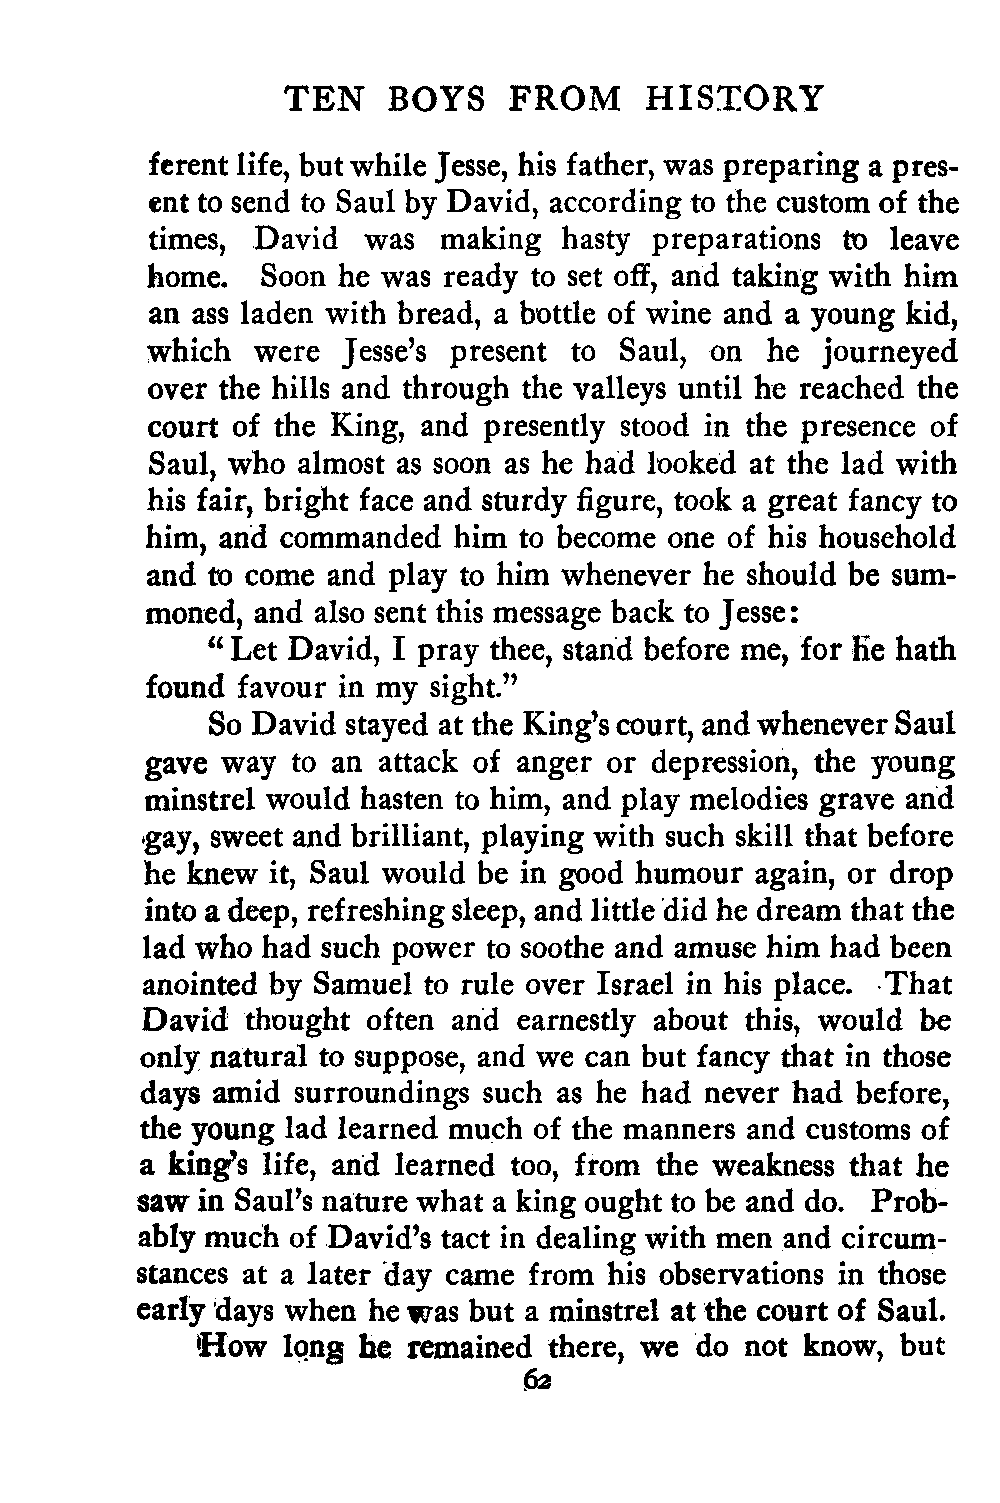 TEN BOYS FROM HISTORY
ferent life, but while Jesse, his father, was preparing a pres-
ent to send to Saul by David, according to the custom of the
times, David was making hasty preparations to leave
home. Soon he was ready to set off, and taking with him
an ass laden with bread, a bottle of wine and a young kid,
which were Jesse's present to Saul, on he journeyed
over the hills and through the valleys until he reached the
court of the King, and presently stood in the presence of
Saul, who almost as soon as he had looked at the lad with
his fair, bright face and sturdy figure, took a great fancy to
him, and commanded him to become one of his household
and to come and play to him whenever he should be sum-
moned, and also sent this message back to Jesse:
"Let David, I pray thee, stand before me, for he hath
found favour in my sight."
So David stayed at the King's court, and whenever Saul
gave way to an attack of anger or depression, the young
minstrel would hasten to him, and play melodies grave and
gay, sweet and brilliant, playing with such skill that before
he knew it, Saul would be in good humour again, or drop
into a deep, refreshing sleep, and little did he dream that the
lad who had such power to soothe and amuse him had been
anointed by Samuel to rule over Israel in his place. That
David thought often and earnestly about this, would be
only natural to suppose, and we can but fancy that in those
days amid surroundings such as he had never had before,
the young lad learned much of the manners and customs of
a king's life, and learned too, from the weakness that he
saw in Saul's nature what a king ought to be and do. Prob-
ably much of David's tact in dealing with men and circum-
stances at a later day came from his observations in those
early days when he was but a minstrel at the court of Saul.
How long he remained there, we do not know, but
62